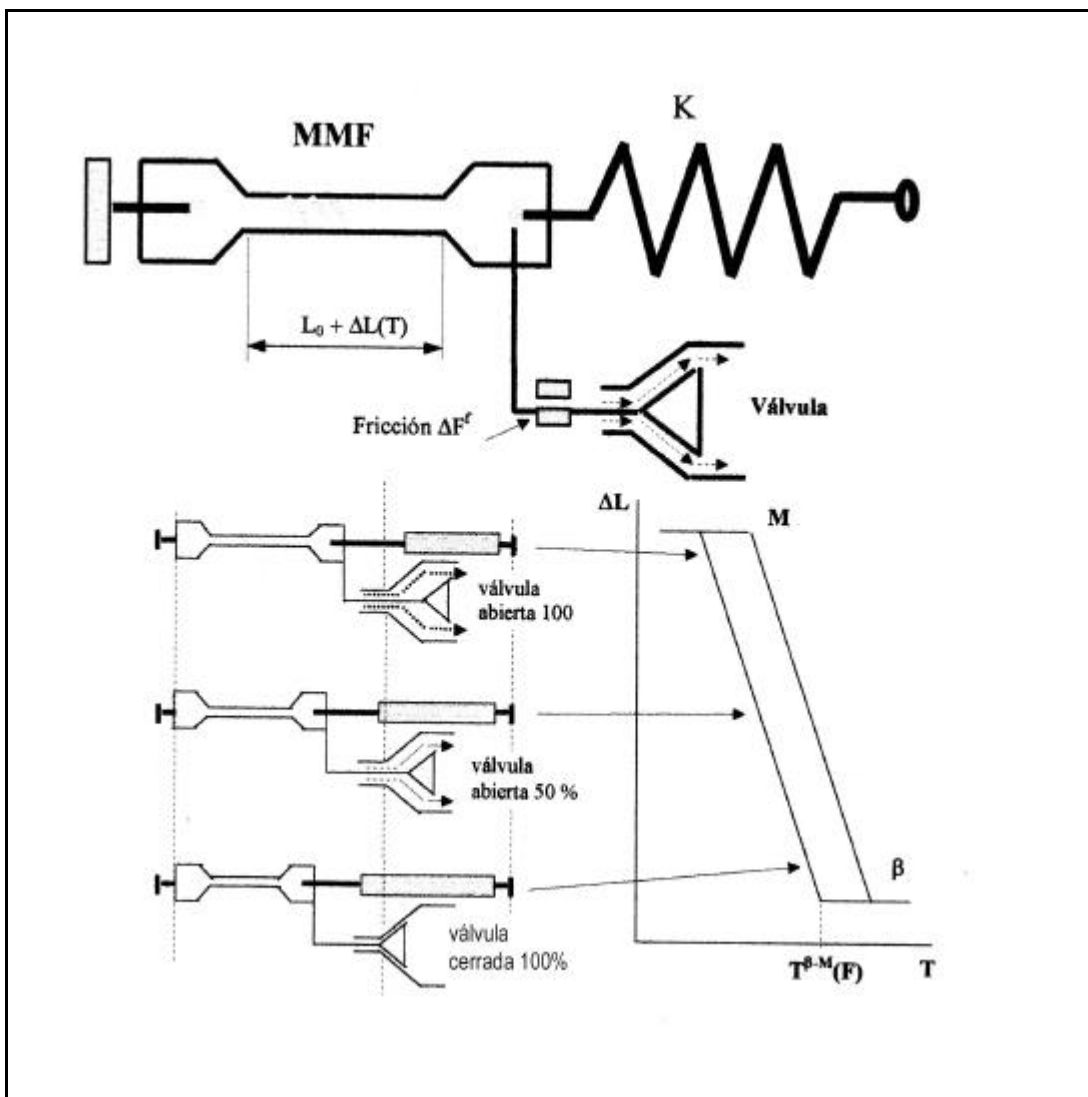 K
MMF
L₀ + ΔL(T)
Válvula
Fricción ΔFᶠ
ΔL
M
válvula
abierta 100
válvula
abierta 50 %
β
válvula
cerrada 100%
T^β-M(F)
T